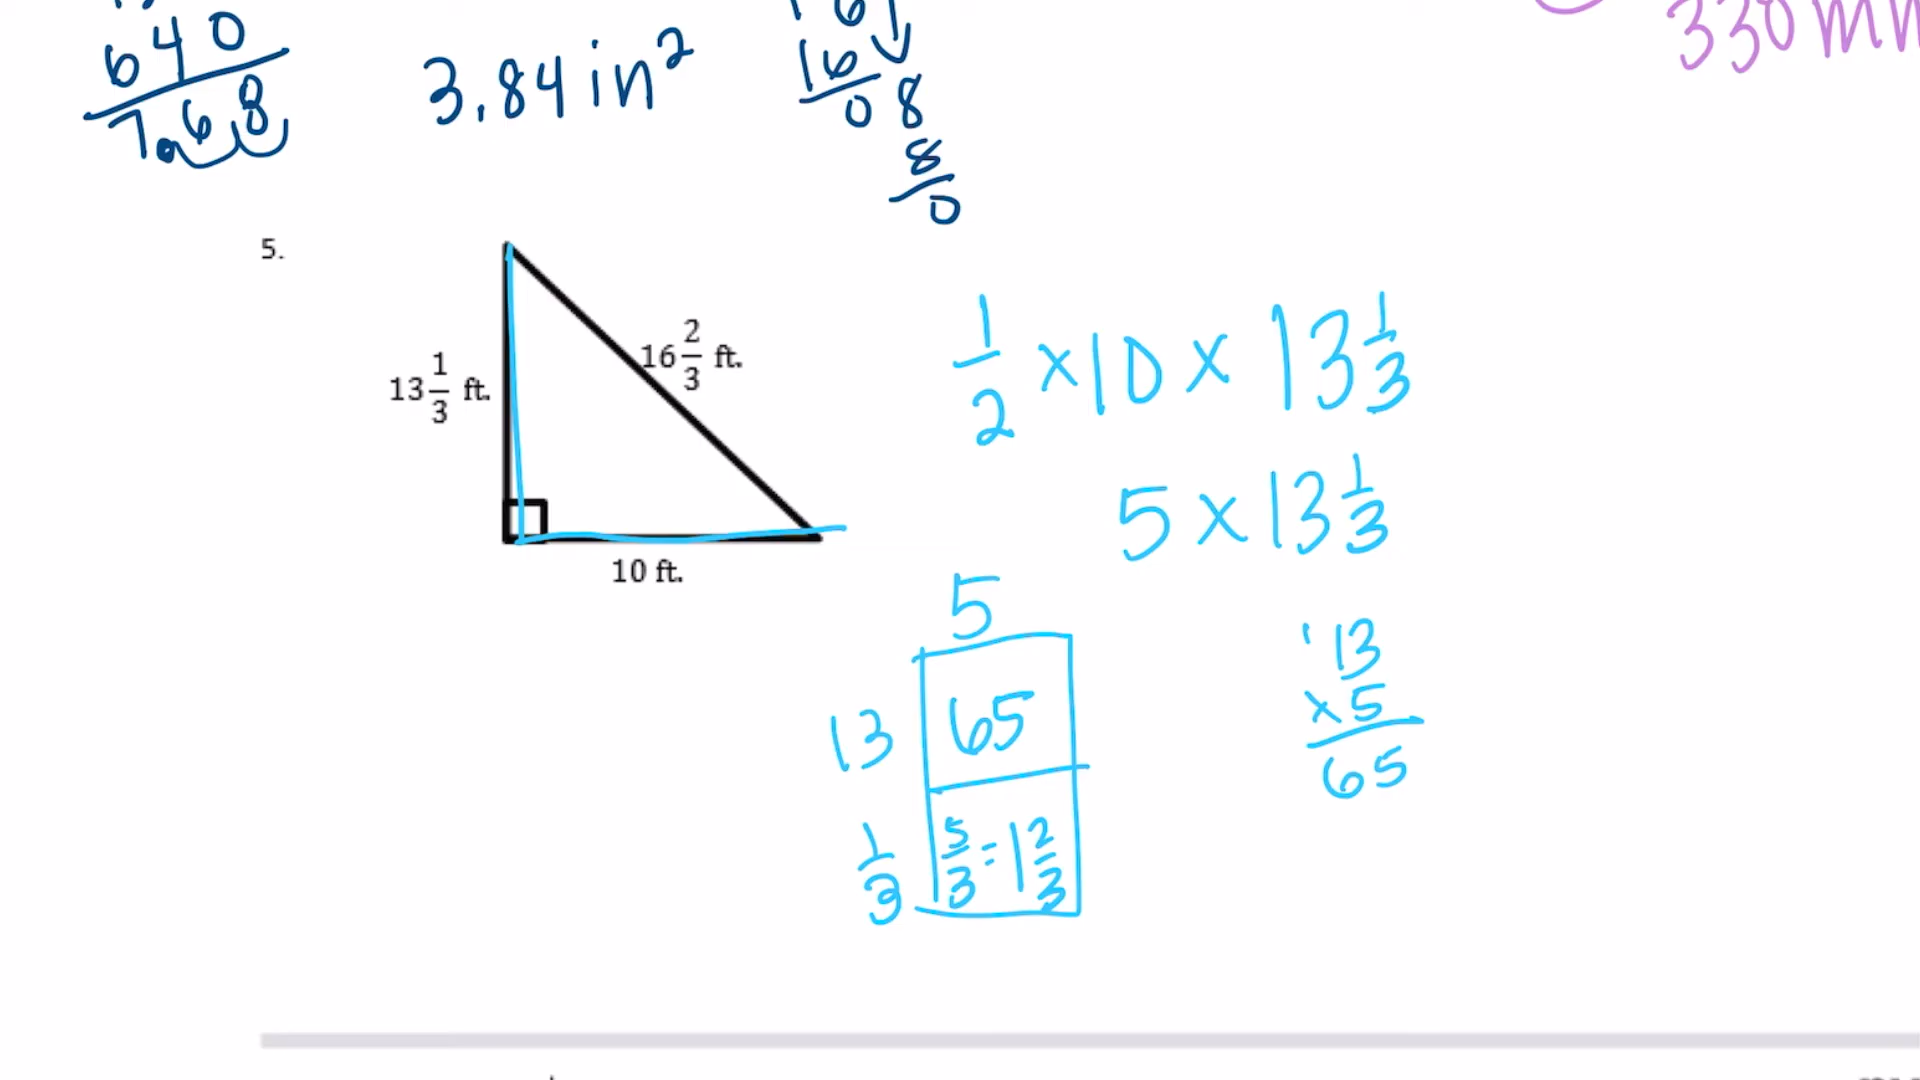 640
7.68
3.84 in²
16
16
08
8
0
330 mm
5.
13 1/3 ft.
16 2/3 ft.
10 ft.
1/2 × 10 × 13 1/3
5 × 13 1/3
5
13
65
1/3
5/3 = 1 2/3
1
13
×5
65